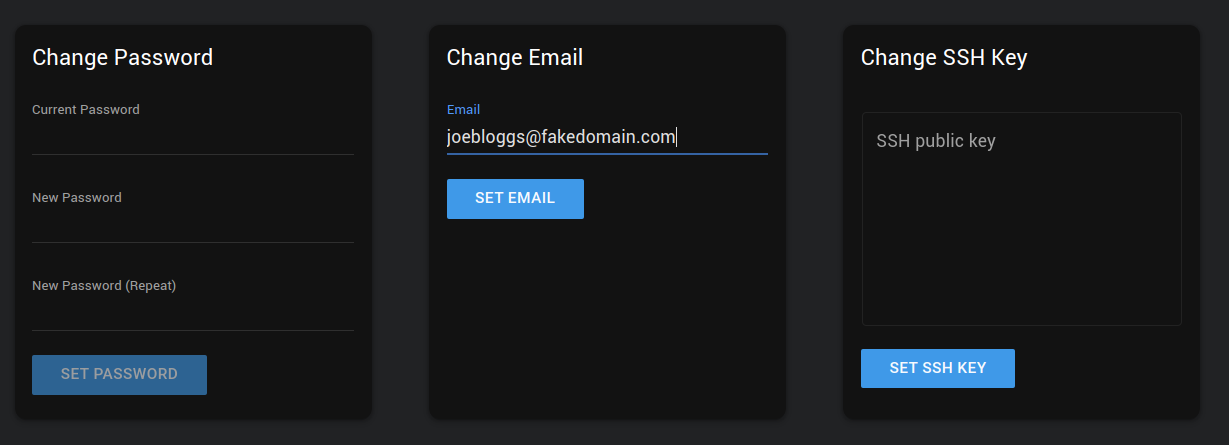 Change Password
Current Password
New Password
New Password (Repeat)
SET PASSWORD
Change Email
Email
joebloggs@fakedomain.com
SET EMAIL
Change SSH Key
SSH public key
SET SSH KEY